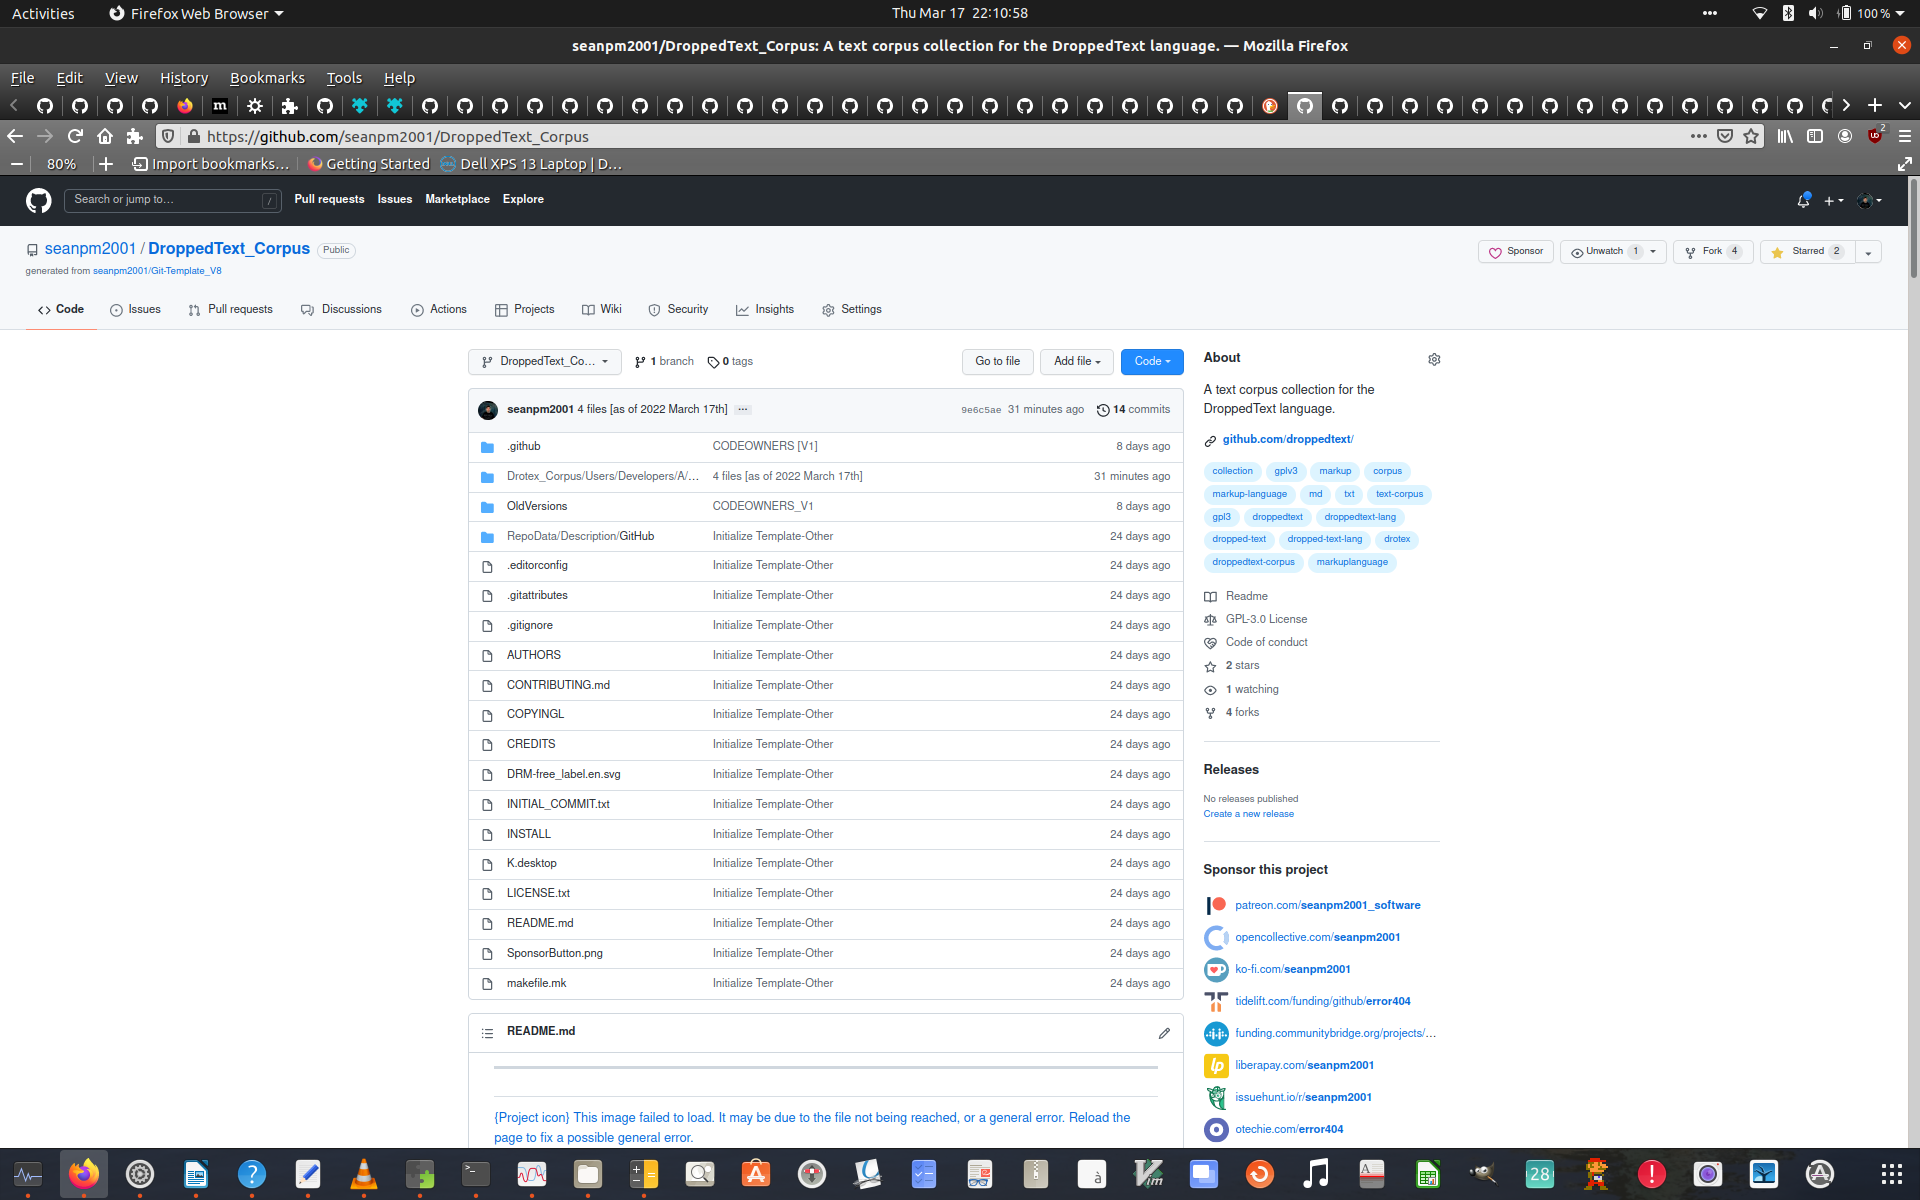 Activities Firefox Web Browser Thu Mar 17 22:10:58 100 %
seanpm2001/DroppedText_Corpus: A text corpus collection for the DroppedText language. — Mozilla Firefox
File Edit View History Bookmarks Tools Help
https://github.com/seanpm2001/DroppedText_Corpus 2
80% Import bookmarks… Getting Started Dell XPS 13 Laptop | D…
Search or jump to… / Pull requests Issues Marketplace Explore
seanpm2001 / DroppedText_Corpus Public Sponsor Unwatch 1 Fork 4 Starred 2
generated from seanpm2001/Git-Template_V8
Code Issues Pull requests Discussions Actions Projects Wiki Security Insights Settings
DroppedText_Co… 1 branch 0 tags Go to file Add file Code
seanpm2001 4 files [as of 2022 March 17th] ... 9e6c5ae 31 minutes ago 14 commits
.github CODEOWNERS [V1] 8 days ago
Drotex_Corpus/Users/Developers/A/… 4 files [as of 2022 March 17th] 31 minutes ago
OldVersions CODEOWNERS_V1 8 days ago
RepoData/Description/GitHub Initialize Template-Other 24 days ago
.editorconfig Initialize Template-Other 24 days ago
.gitattributes Initialize Template-Other 24 days ago
.gitignore Initialize Template-Other 24 days ago
AUTHORS Initialize Template-Other 24 days ago
CONTRIBUTING.md Initialize Template-Other 24 days ago
COPYINGL Initialize Template-Other 24 days ago
CREDITS Initialize Template-Other 24 days ago
DRM-free_label.en.svg Initialize Template-Other 24 days ago
INITIAL_COMMIT.txt Initialize Template-Other 24 days ago
INSTALL Initialize Template-Other 24 days ago
K.desktop Initialize Template-Other 24 days ago
LICENSE.txt Initialize Template-Other 24 days ago
README.md Initialize Template-Other 24 days ago
SponsorButton.png Initialize Template-Other 24 days ago
makefile.mk Initialize Template-Other 24 days ago
README.md
{Project icon} This image failed to load. It may be due to the file not being reached, or a general error. Reload the
page to fix a possible general error.
About
A text corpus collection for the
DroppedText language.
github.com/droppedtext/
collection gplv3 markup corpus
markup-language md txt text-corpus
gpl3 droppedtext droppedtext-lang
dropped-text dropped-text-lang drotex
droppedtext-corpus markuplanguage
Readme
GPL-3.0 License
Code of conduct
2 stars
1 watching
4 forks
Releases
No releases published
Create a new release
Sponsor this project
patreon.com/seanpm2001_software
opencollective.com/seanpm2001
ko-fi.com/seanpm2001
tidelift.com/funding/github/error404
funding.communitybridge.org/projects/…
liberapay.com/seanpm2001
issuehunt.io/r/seanpm2001
otechie.com/error404
28